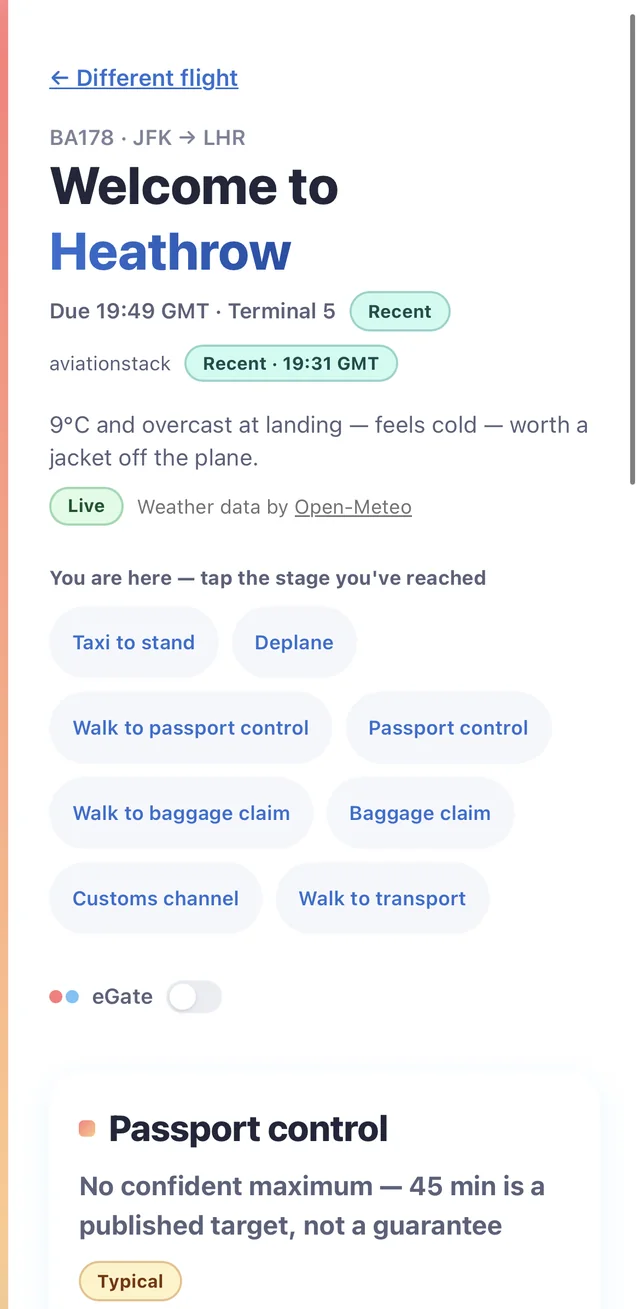 ← Different flight
BA178 · JFK → LHR
Welcome to
Heathrow
Due 19:49 GMT · Terminal 5 Recent
aviationstack Recent · 19:31 GMT
9°C and overcast at landing — feels cold — worth a
jacket off the plane.
Live Weather data by Open-Meteo
You are here — tap the stage you've reached
Taxi to stand Deplane
Walk to passport control Passport control
Walk to baggage claim Baggage claim
Customs channel Walk to transport
eGate
Passport control
No confident maximum — 45 min is a
published target, not a guarantee
Typical